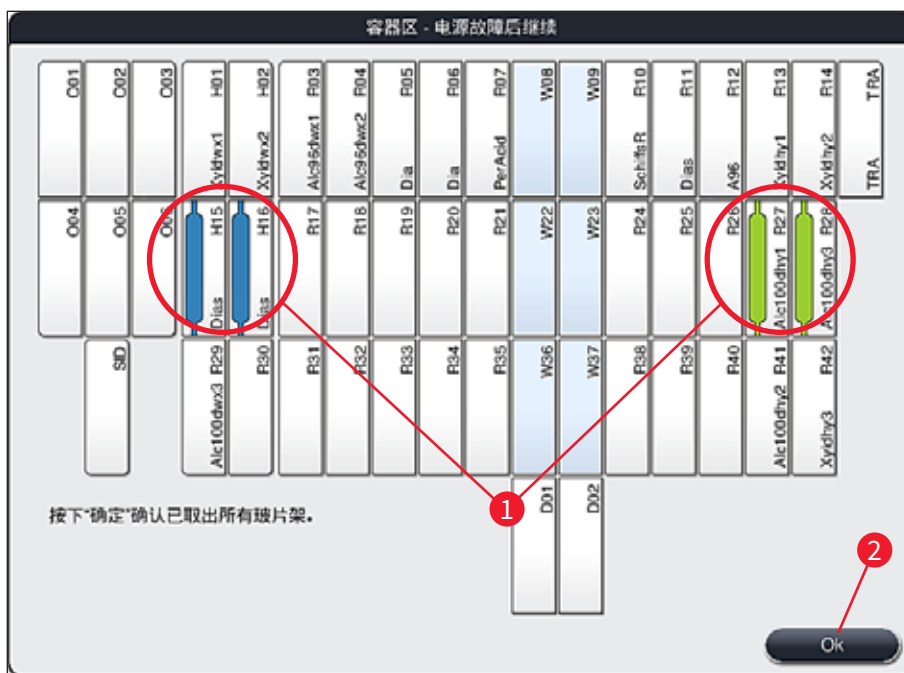 容器区 - 电源故障后继续
O01
O02
O03
Xyldwx1 H01
Xyldwx2 H02
Alc96dwx1 R03
Alc96dwx2 R04
Dia R05
Dia R06
PerAcid R07
W08
W09
SchiffsR R10
Dias R11
A96 R12
Xyldhy1 R13
Xyldhy2 R14
TRA TRA
O04
O05
O06
Dias H15
Dias H16
R17
R18
R19
R20
R21
W22
W23
R24
R25
R26
Alc100dhy1 R27
Alc100dhy3 R28
SID
Alc100dwx3 R29
R30
R31
R32
R33
R34
R35
W36
W37
R38
R39
R40
Alc100dhy2 R41
Xyldhy3 R42
D01
D02
按下“确定”确认已取出所有玻片架。
1
2
Ok